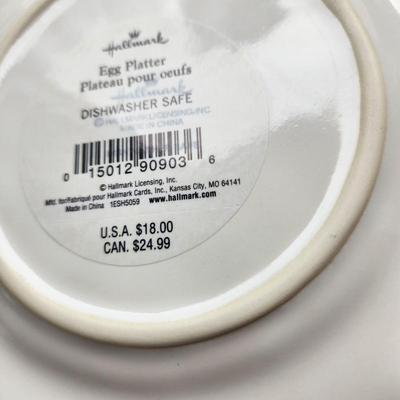 Hallmark
Egg Platter
Plateau pour oeufs
Hallmark
DISHWASHER SAFE
© HALLMARK LICENSING, INC
MADE IN CHINA
0 15012 90903 6
© Hallmark Licensing, Inc.
Mfd. for/Fabriqué pour Hallmark Cards, Inc., Kansas City, MO 64141
Made in China 1ESH5059 www.hallmark.com
U.S.A. $18.00
CAN. $24.99